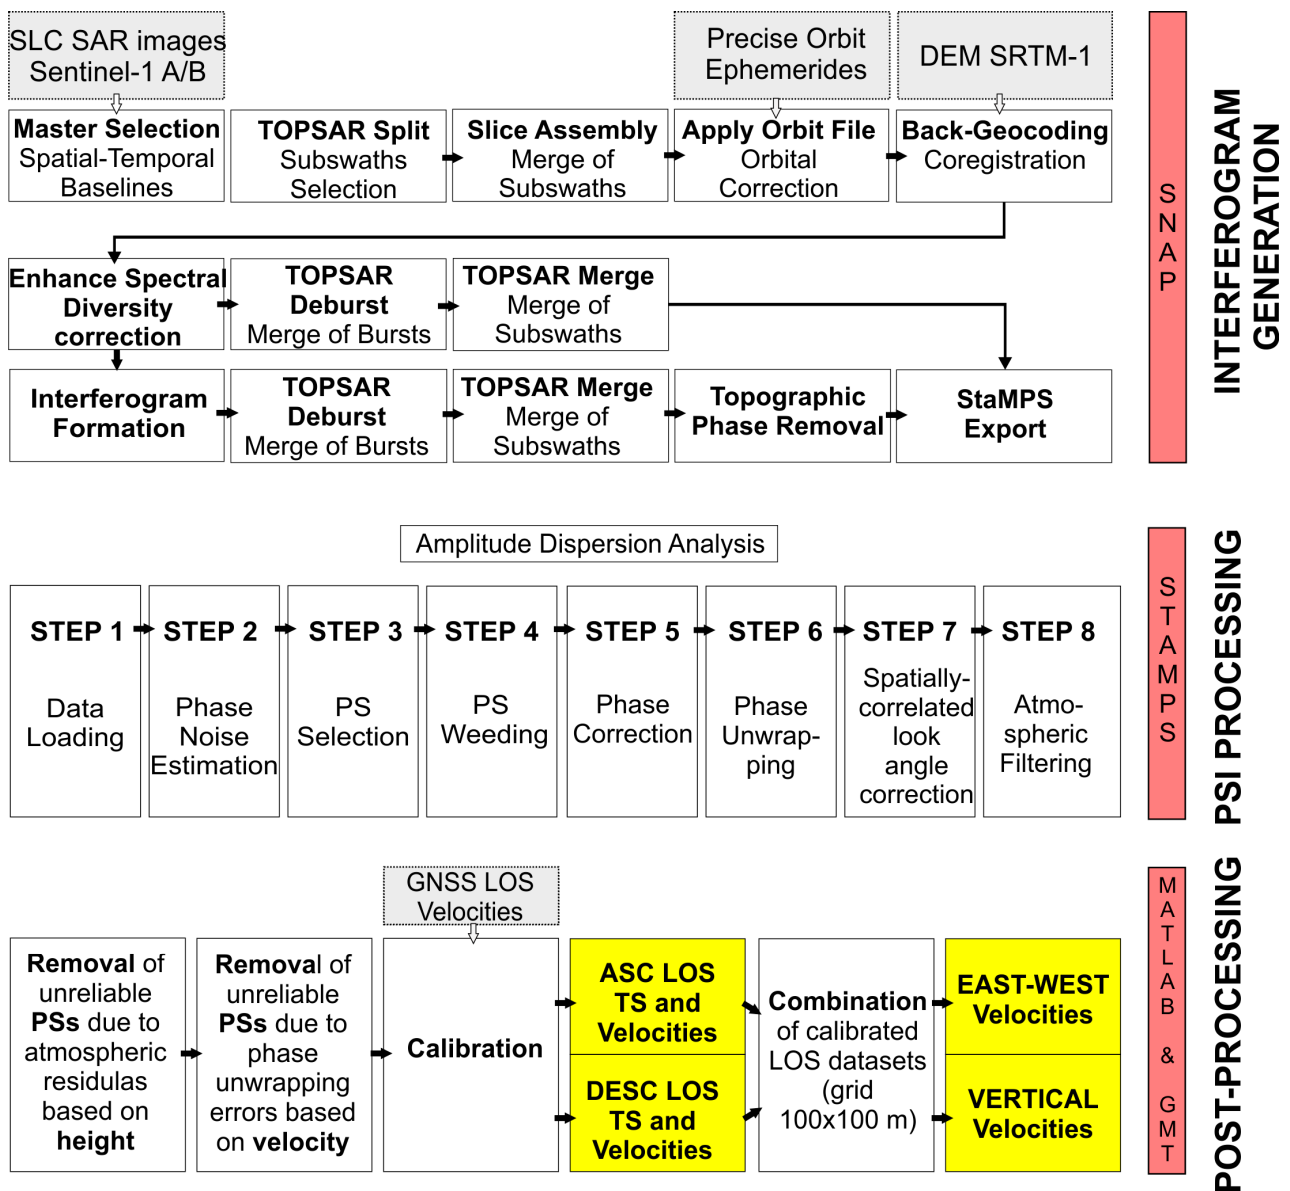 SLC SAR images
Sentinel-1 A/B
Precise Orbit
Ephemerides
DEM SRTM-1
Master Selection
Spatial-Temporal
Baselines
TOPSAR Split
Subswaths
Selection
Slice Assembly
Merge of
Subswaths
Apply Orbit File
Orbital
Correction
Back-Geocoding
Coregistration
Enhance Spectral
Diversity
correction
TOPSAR
Deburst
Merge of Bursts
TOPSAR Merge
Merge of
Subswaths
Interferogram
Formation
TOPSAR
Deburst
Merge of Bursts
TOPSAR Merge
Merge of
Subswaths
Topographic
Phase Removal
StaMPS
Export
SNAP
INTERFEROGRAM
GENERATION
Amplitude Dispersion Analysis
STEP 1
Data
Loading
STEP 2
Phase
Noise
Estimation
STEP 3
PS
Selection
STEP 4
PS
Weeding
STEP 5
Phase
Correction
STEP 6
Phase
Unwrap-
ping
STEP 7
Spatially-
correlated
look
angle
correction
STEP 8
Atmo-
spheric
Filtering
STAMPS
PSI PROCESSING
GNSS LOS
Velocities
Removal of
unreliable
PSs due to
atmospheric
residulas
based on
height
Removal of
unreliable
PSs due to
phase
unwrapping
errors based
on velocity
Calibration
ASC LOS
TS and
Velocities
DESC LOS
TS and
Velocities
Combination
of calibrated
LOS datasets
(grid
100x100 m)
EAST-WEST
Velocities
VERTICAL
Velocities
MATLAB & GMT
POST-PROCESSING